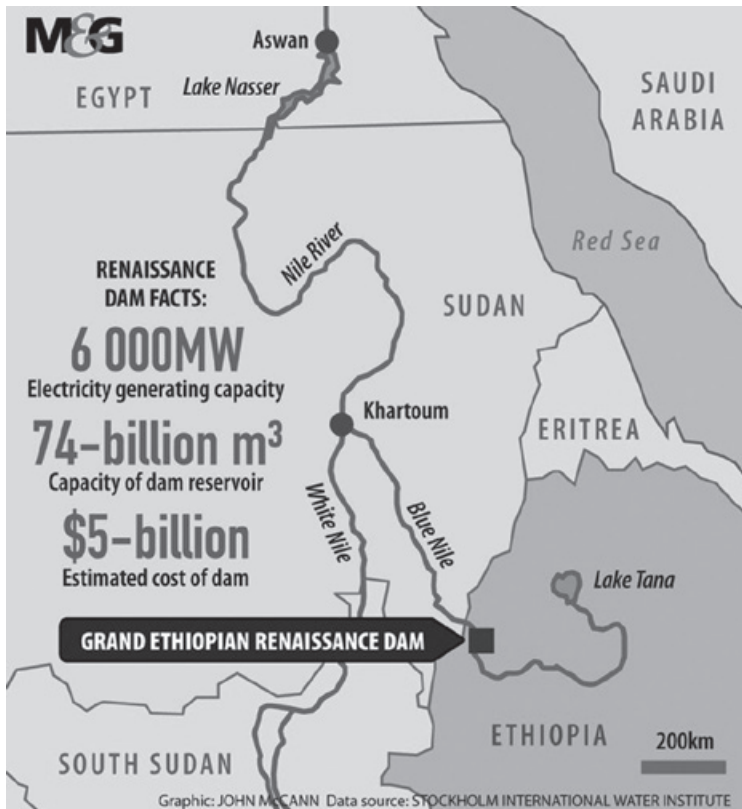 M&G
Aswan
Lake Nasser
EGYPT
SAUDI
ARABIA
Nile River
Red Sea
RENAISSANCE
DAM FACTS:
SUDAN
6 000MW
Electricity generating capacity
Khartoum
74-billion m³
Capacity of dam reservoir
ERITREA
White Nile
Blue Nile
$5-billion
Estimated cost of dam
Lake Tana
GRAND ETHIOPIAN RENAISSANCE DAM
ETHIOPIA
200km
SOUTH SUDAN
Graphic: JOHN McCANN Data source: STOCKHOLM INTERNATIONAL WATER INSTITUTE